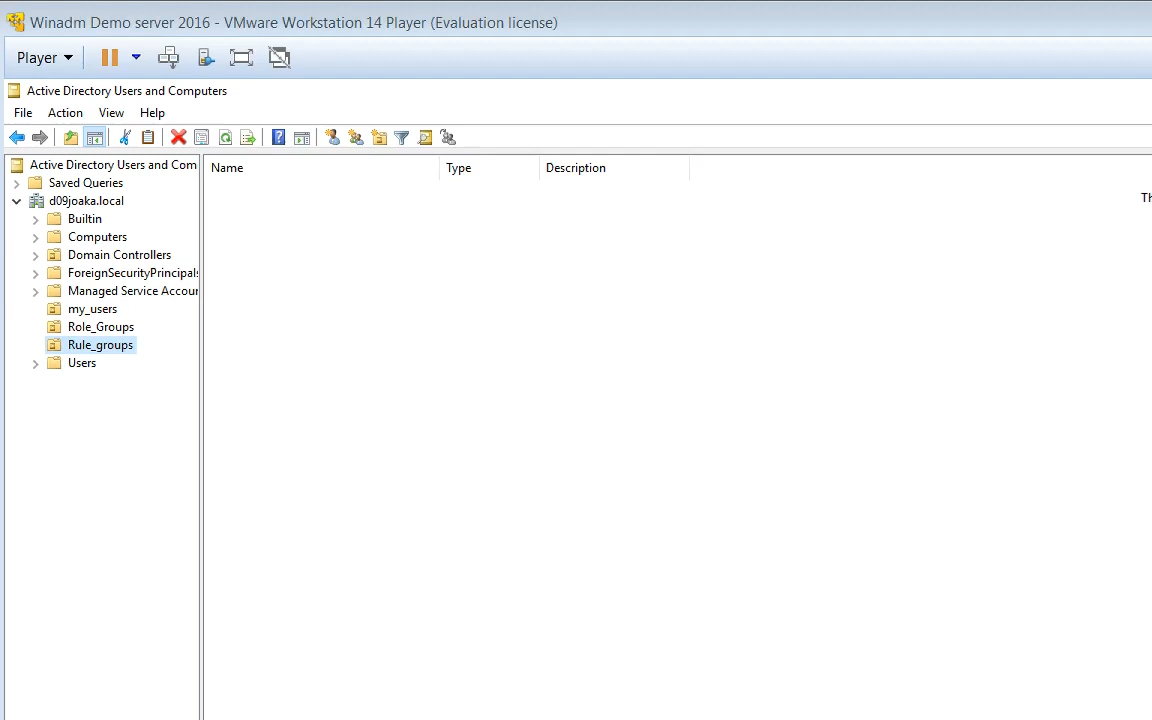 Winadm Demo server 2016 - VMware Workstation 14 Player (Evaluation license)
Player
Active Directory Users and Computers
File Action View Help
Active Directory Users and Com
Name Type Description
Saved Queries
d09joaka.local
Th
Builtin
Computers
Domain Controllers
ForeignSecurityPrincipals
Managed Service Accour
my_users
Role_Groups
Rule_groups
Users